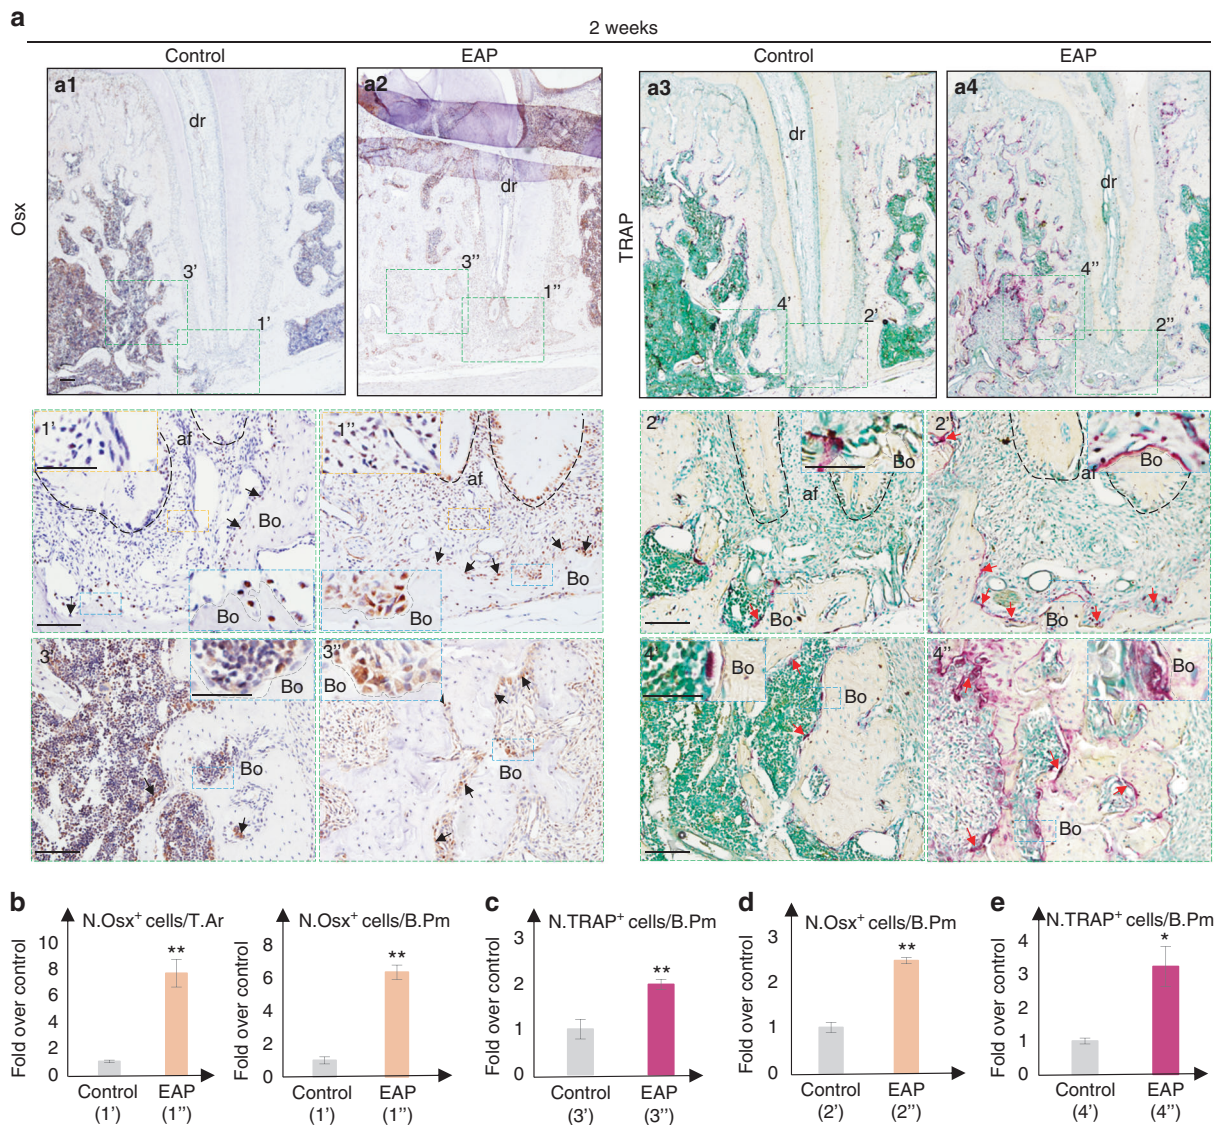 a
2 weeks
Control
EAP
Control
EAP
Osx
a1
dr
3'
1'
a2
dr
3''
1''
TRAP
a3
dr
4'
2'
a4
dr
4''
2''
1'
af
Bo
Bo
1''
af
Bo
Bo
2'
Bo
af
Bo
2'
Bo
af
Bo
3'
Bo
Bo
3''
Bo
Bo
4'
Bo
Bo
4''
Bo
Bo
b
N.Osx⁺ cells/T.Ar
Fold over control
10
8
6
4
2
0
**
Control
(1')
EAP
(1'')
N.Osx⁺ cells/B.Pm
Fold over control
8
6
4
2
0
**
Control
(1')
EAP
(1'')
c
N.TRAP⁺ cells/B.Pm
Fold over control
3
2
1
0
**
Control
(3')
EAP
(3'')
d
N.Osx⁺ cells/B.Pm
Fold over control
3
2
1
0
**
Control
(2')
EAP
(2'')
e
N.TRAP⁺ cells/B.Pm
Fold over control
4
3
2
1
0
*
Control
(4')
EAP
(4'')